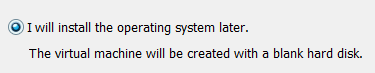 I will install the operating system later.
The virtual machine will be created with a blank hard disk.